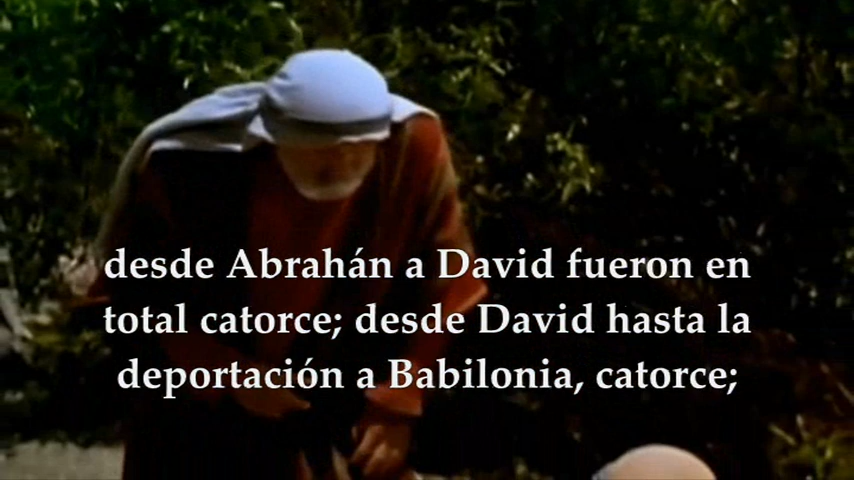 desde Abrahán a David fueron en
total catorce; desde David hasta la
deportación a Babilonia, catorce;